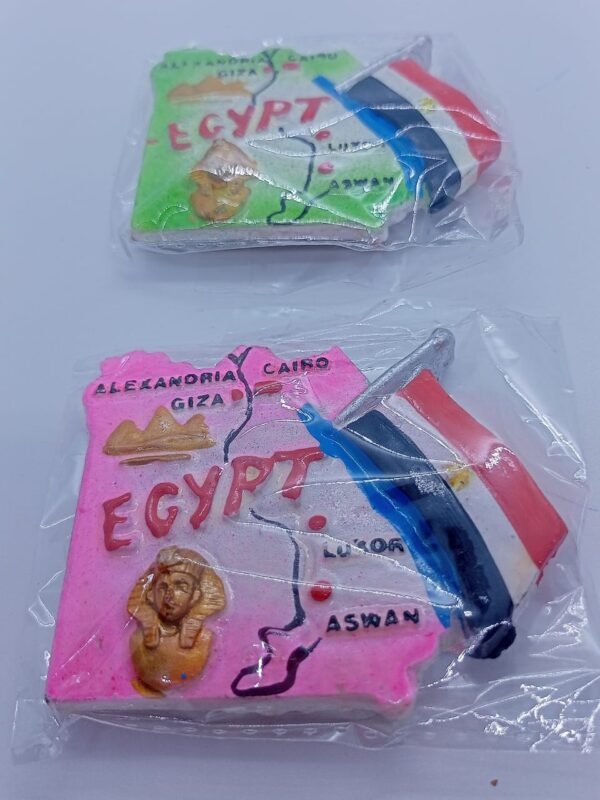 ALEXANDRIA CAIRO
GIZA
EGYPT
LUXOR
ASWAN
ALEXANDRIA CAIRO
GIZA
EGYPT
LUXOR
ASWAN